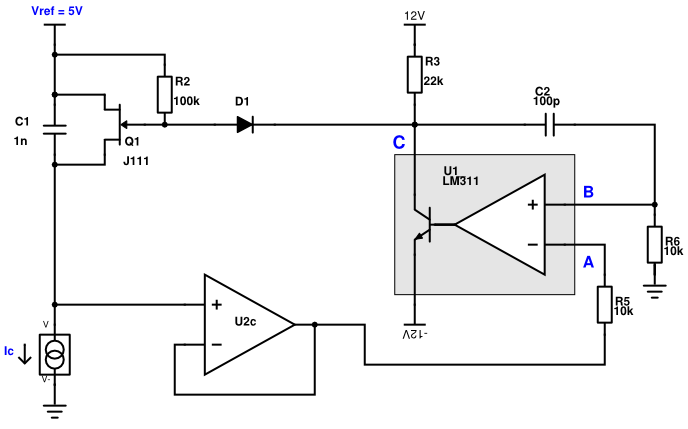 Vref = 5V
12V
R3
22k
R2
100k
D1
C2
100p
C1
1n
Q1
J111
C
U1
LM311
B
+
−
A
R6
10k
R5
10k
-12V
+
U2c
−
V
Ic
V-